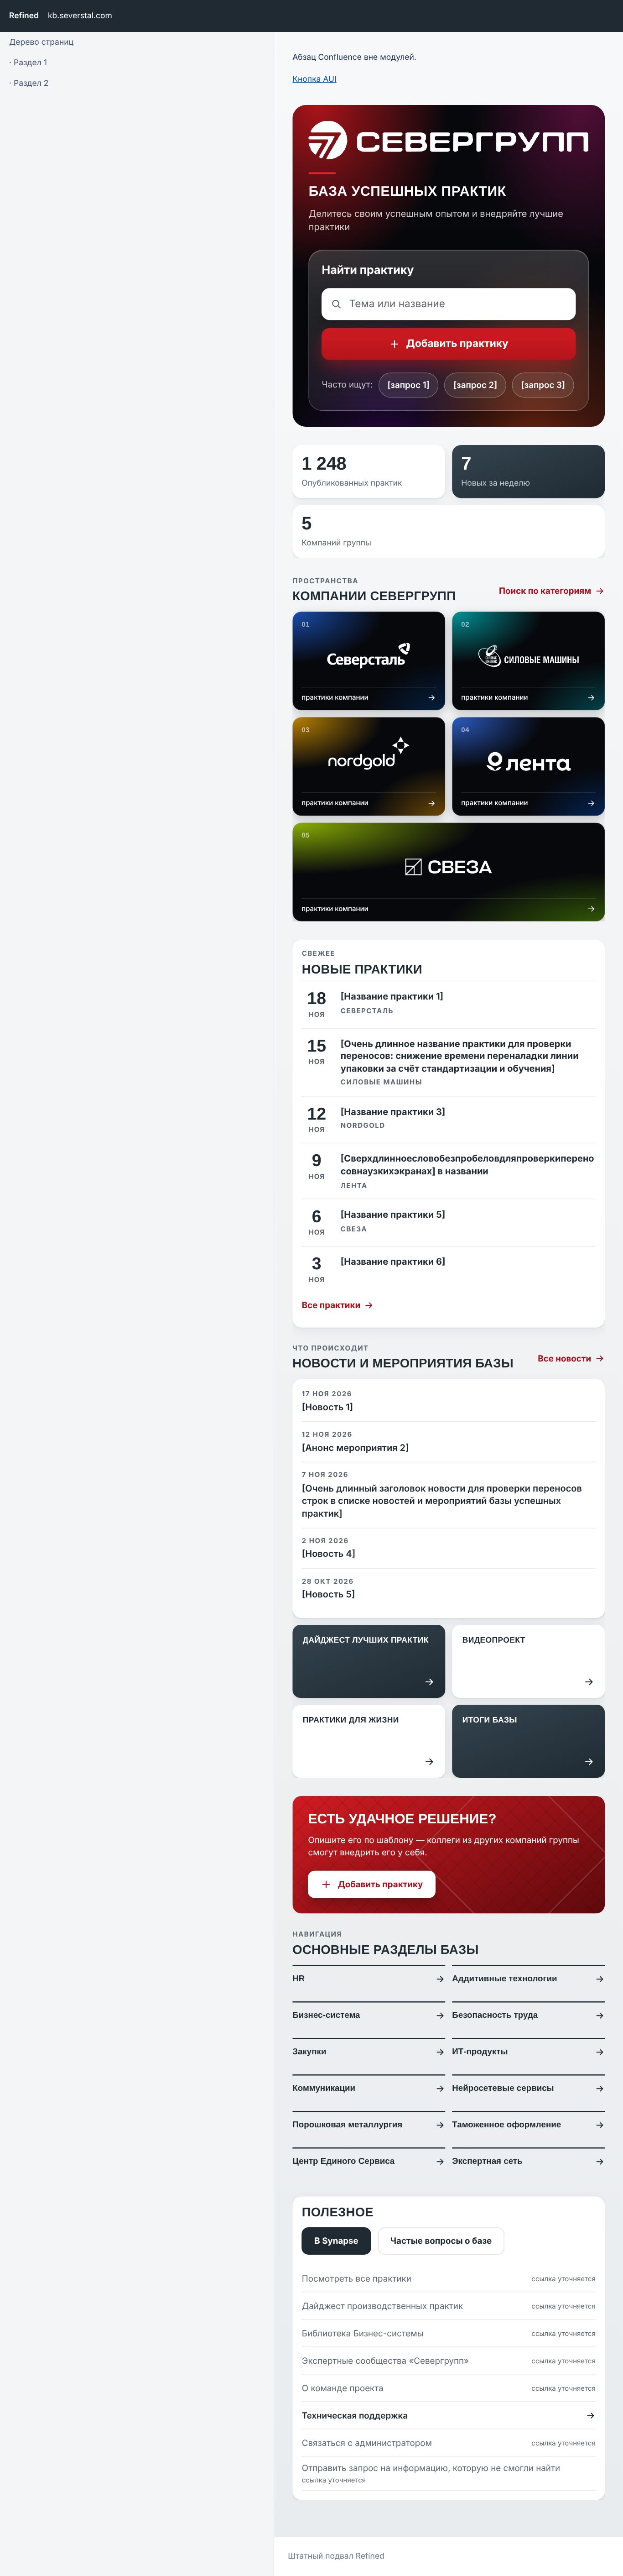 Refined kb.severstal.com
Дерево страниц
· Раздел 1
· Раздел 2
Абзац Confluence вне модулей.
Кнопка AUI
СЕВЕРГРУПП
БАЗА УСПЕШНЫХ ПРАКТИК
Делитесь своим успешным опытом и внедряйте лучшие
практики
Найти практику
Тема или название
+ Добавить практику
Часто ищут: [запрос 1] [запрос 2] [запрос 3]
1 248
Опубликованных практик
7
Новых за неделю
5
Компаний группы
ПРОСТРАНСТВА
КОМПАНИИ СЕВЕРГРУПП
Поиск по категориям →
01
Северсталь
практики компании →
02
СИЛОВЫЕ МАШИНЫ
практики компании →
03
nordgold
практики компании →
04
лента
практики компании →
05
СВЕЗА
практики компании →
СВЕЖЕЕ
НОВЫЕ ПРАКТИКИ
18
НОЯ
[Название практики 1]
СЕВЕРСТАЛЬ
15
НОЯ
[Очень длинное название практики для проверки
переносов: снижение времени переналадки линии
упаковки за счёт стандартизации и обучения]
СИЛОВЫЕ МАШИНЫ
12
НОЯ
[Название практики 3]
NORDGOLD
9
НОЯ
[Сверхдлинноесловобезпробеловдляпроверкиперено
совнаузкихэкранах] в названии
ЛЕНТА
6
НОЯ
[Название практики 5]
СВЕЗА
3
НОЯ
[Название практики 6]
Все практики →
ЧТО ПРОИСХОДИТ
НОВОСТИ И МЕРОПРИЯТИЯ БАЗЫ
Все новости →
17 НОЯ 2026
[Новость 1]
12 НОЯ 2026
[Анонс мероприятия 2]
7 НОЯ 2026
[Очень длинный заголовок новости для проверки переносов
строк в списке новостей и мероприятий базы успешных
практик]
2 НОЯ 2026
[Новость 4]
28 ОКТ 2026
[Новость 5]
ДАЙДЖЕСТ ЛУЧШИХ ПРАКТИК
→
ВИДЕОПРОЕКТ
→
ПРАКТИКИ ДЛЯ ЖИЗНИ
→
ИТОГИ БАЗЫ
→
ЕСТЬ УДАЧНОЕ РЕШЕНИЕ?
Опишите его по шаблону — коллеги из других компаний группы
смогут внедрить его у себя.
+ Добавить практику
НАВИГАЦИЯ
ОСНОВНЫЕ РАЗДЕЛЫ БАЗЫ
HR →
Аддитивные технологии →
Бизнес-система →
Безопасность труда →
Закупки →
ИТ-продукты →
Коммуникации →
Нейросетевые сервисы →
Порошковая металлургия →
Таможенное оформление →
Центр Единого Сервиса →
Экспертная сеть →
ПОЛЕЗНОЕ
В Synapse
Частые вопросы о базе
Посмотреть все практики ссылка уточняется
Дайджест производственных практик ссылка уточняется
Библиотека Бизнес-системы ссылка уточняется
Экспертные сообщества «Севергрупп» ссылка уточняется
О команде проекта ссылка уточняется
Техническая поддержка →
Связаться с администратором ссылка уточняется
Отправить запрос на информацию, которую не смогли найти
ссылка уточняется
Штатный подвал Refined